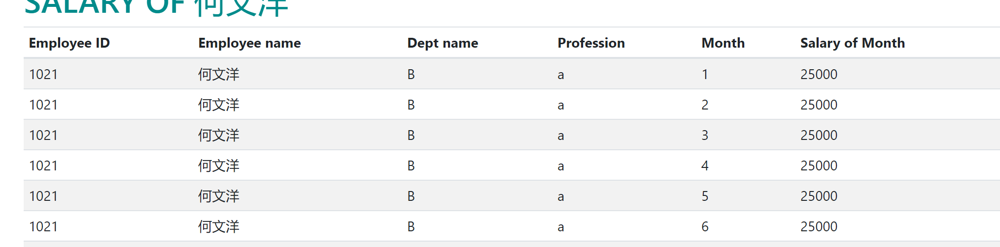 SALARY OF 何文洋
Employee ID Employee name Dept name Profession Month Salary of Month
1021 何文洋 B a 1 25000
1021 何文洋 B a 2 25000
1021 何文洋 B a 3 25000
1021 何文洋 B a 4 25000
1021 何文洋 B a 5 25000
1021 何文洋 B a 6 25000